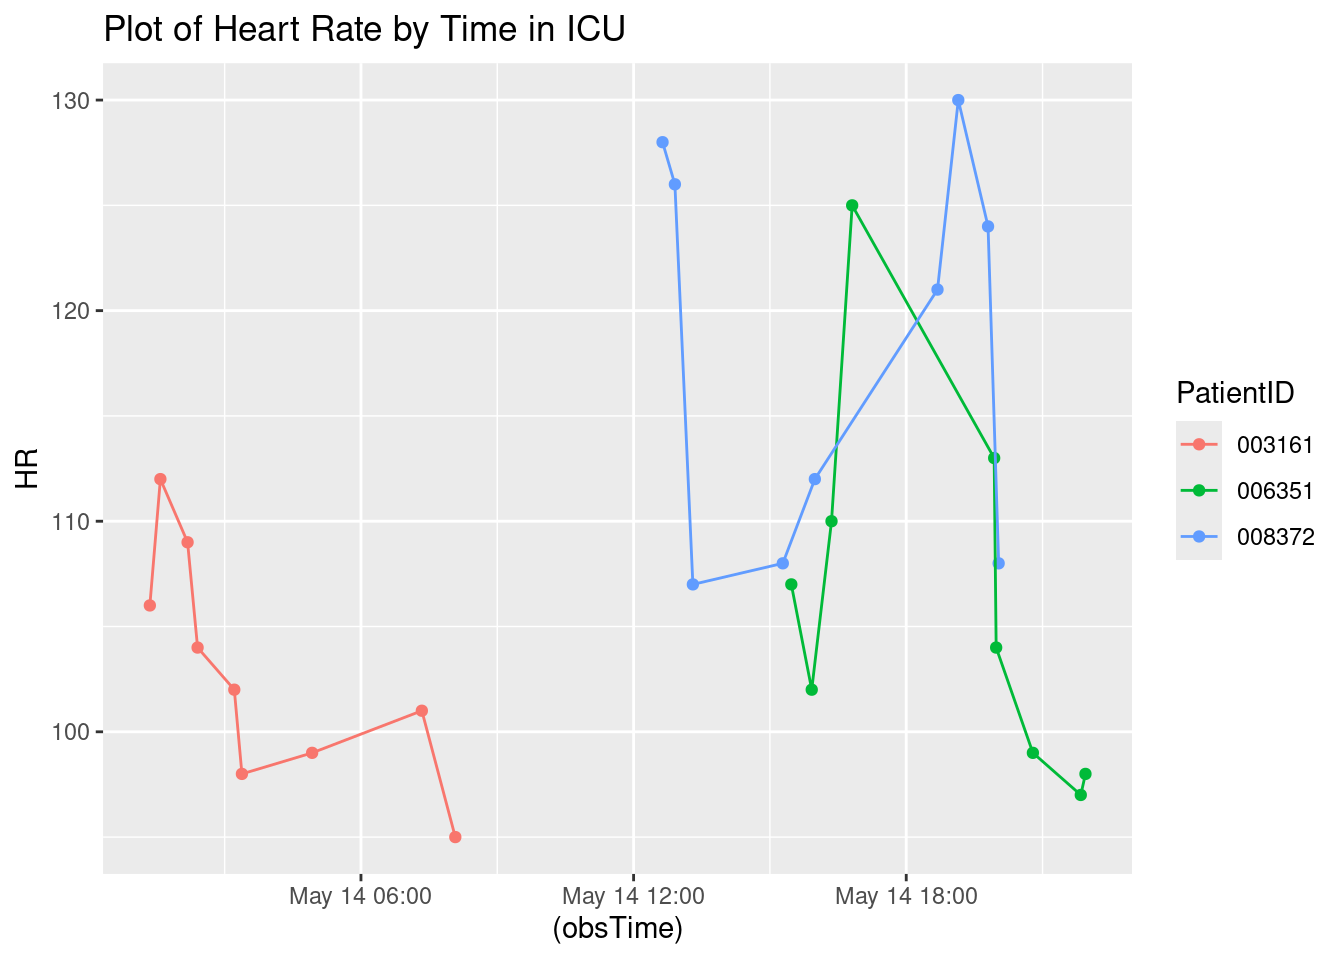 Plot of Heart Rate by Time in ICU
130
120
110
100
HR
May 14 06:00
May 14 12:00
May 14 18:00
(obsTime)
PatientID
003161
006351
008372